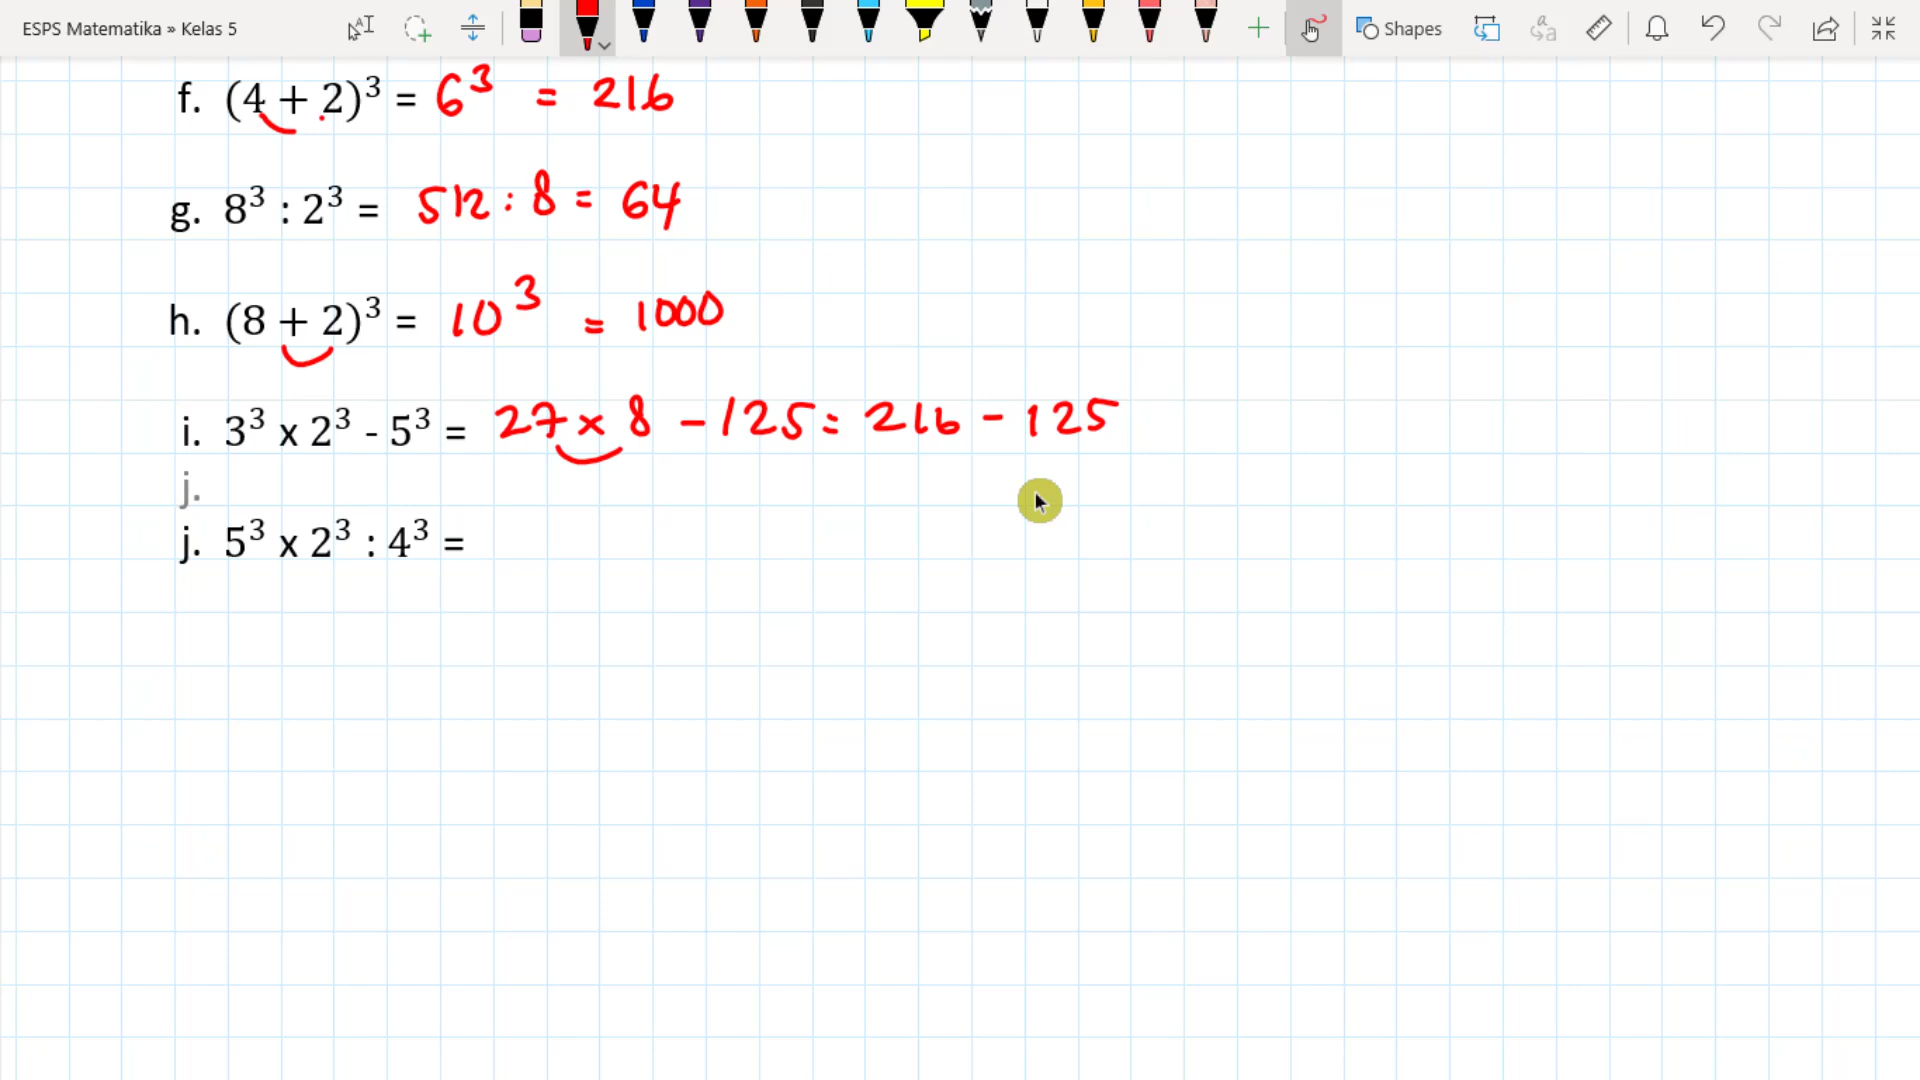 ESPS Matematika » Kelas 5
Shapes
f. (4 + 2)³ = 6³ = 216
g. 8³ : 2³ = 512 : 8 = 64
h. (8 + 2)³ = 10³ = 1000
i. 3³ x 2³ - 5³ = 27 x 8 - 125 = 216 - 125
j.
j. 5³ x 2³ : 4³ =